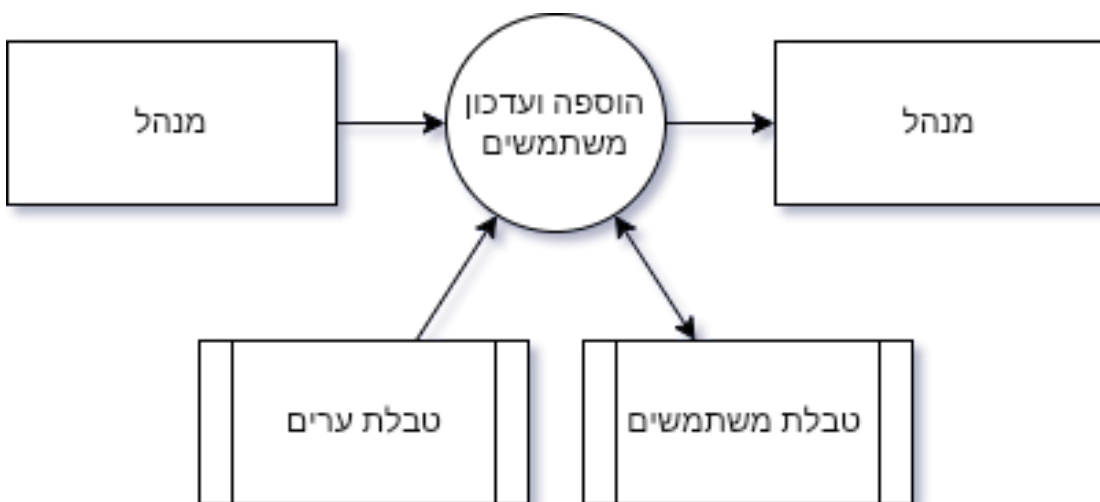 מנהל
הוספה ועדכון
משתמשים
מנהל
טבלת ערים
טבלת משתמשים